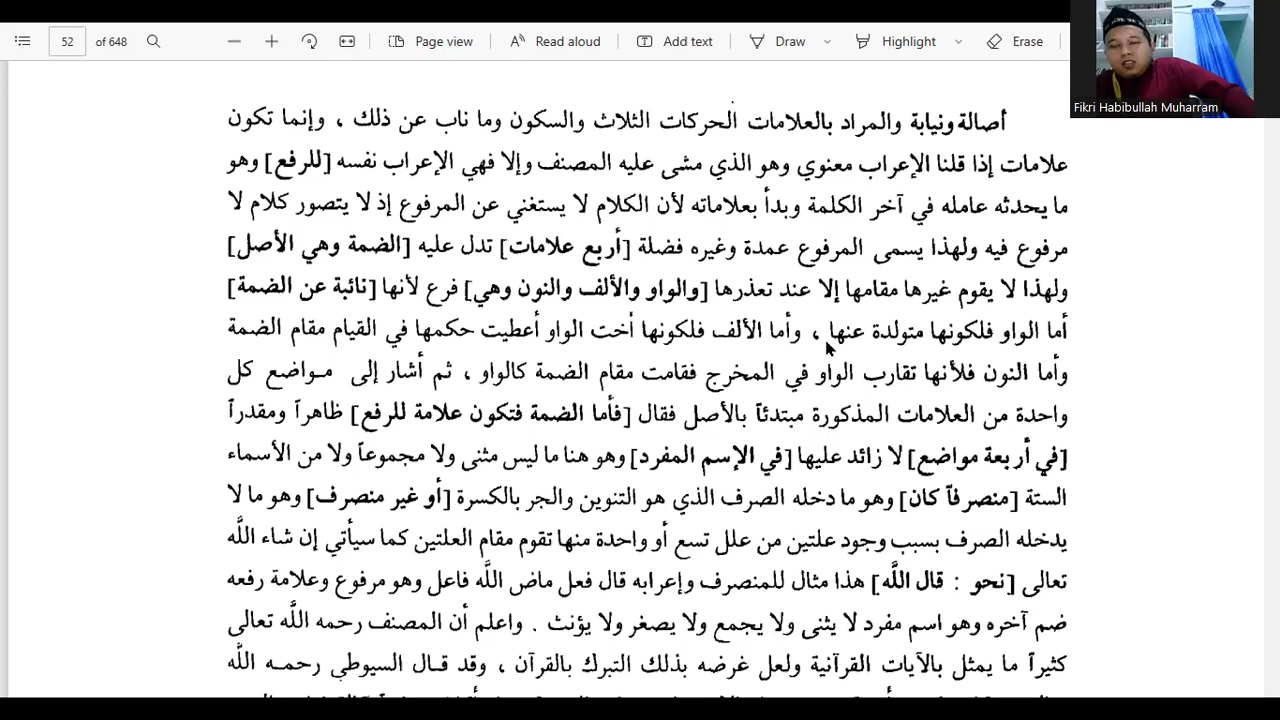 52 of 648
Page view
Read aloud
Add text
Draw
Highlight
Erase
Fikri Habibullah Muharram
أصالة ونيابة والمراد بالعلامات الحركات الثلاث والسكون وما ناب عن ذلك ، وإنما تكون
علامات إذا قلنا الإعراب معنوي وهو الذي مشى عليه المصنف وإلا فهي الإعراب نفسه [للرفع] وهو
ما يحدثه عامله في آخر الكلمة وبدأ بعلاماته لأن الكلام لا يستغني عن المرفوع إذ لا يتصور كلام لا
مرفوع فيه ولهذا يسمى المرفوع عمدة وغيره فضلة [أربع علامات] تدل عليه [الضمة وهي الأصل]
ولهذا لا يقوم غيرها مقامها إلا عند تعذرها [والواو والألف والنون وهي] فرع لأنها [نائبة عن الضمة]
أما الواو فلكونها متولدة عنها ، وأما الألف فلكونها أخت الواو أعطيت حكمها في القيام مقام الضمة
وأما النون فلأنها تقارب الواو في المخرج فقامت مقام الضمة كالواو ، ثم أشار إلى مواضع كل
واحدة من العلامات المذكورة مبتدئاً بالأصل فقال [فأما الضمة فتكون علامة للرفع] ظاهراً ومقدراً
[في أربعة مواضع] لا زائد عليها [في الإسم المفرد] وهو هنا ما ليس مثنى ولا مجموعاً ولا من الأسماء
الستة [منصرفاً كان] وهو ما دخله الصرف الذي هو التنوين والجر بالكسرة [أو غير منصرف] وهو ما لا
يدخله الصرف بسبب وجود علتين من علل تسع أو واحدة منها تقوم مقام العلتين كما سيأتي إن شاء اللَّه
تعالى [نحو : قال اللَّه] هذا مثال للمنصرف وإعرابه قال فعل ماض اللَّه فاعل وهو مرفوع وعلامة رفعه
ضم آخره وهو اسم مفرد لا يثنى ولا يجمع ولا يصغر ولا يؤنث . واعلم أن المصنف رحمه اللَّه تعالى
كثيراً ما يمثل بالآيات القرآنية ولعل غرضه بذلك التبرك بالقرآن ، وقد قال السيوطي رحمه اللَّه